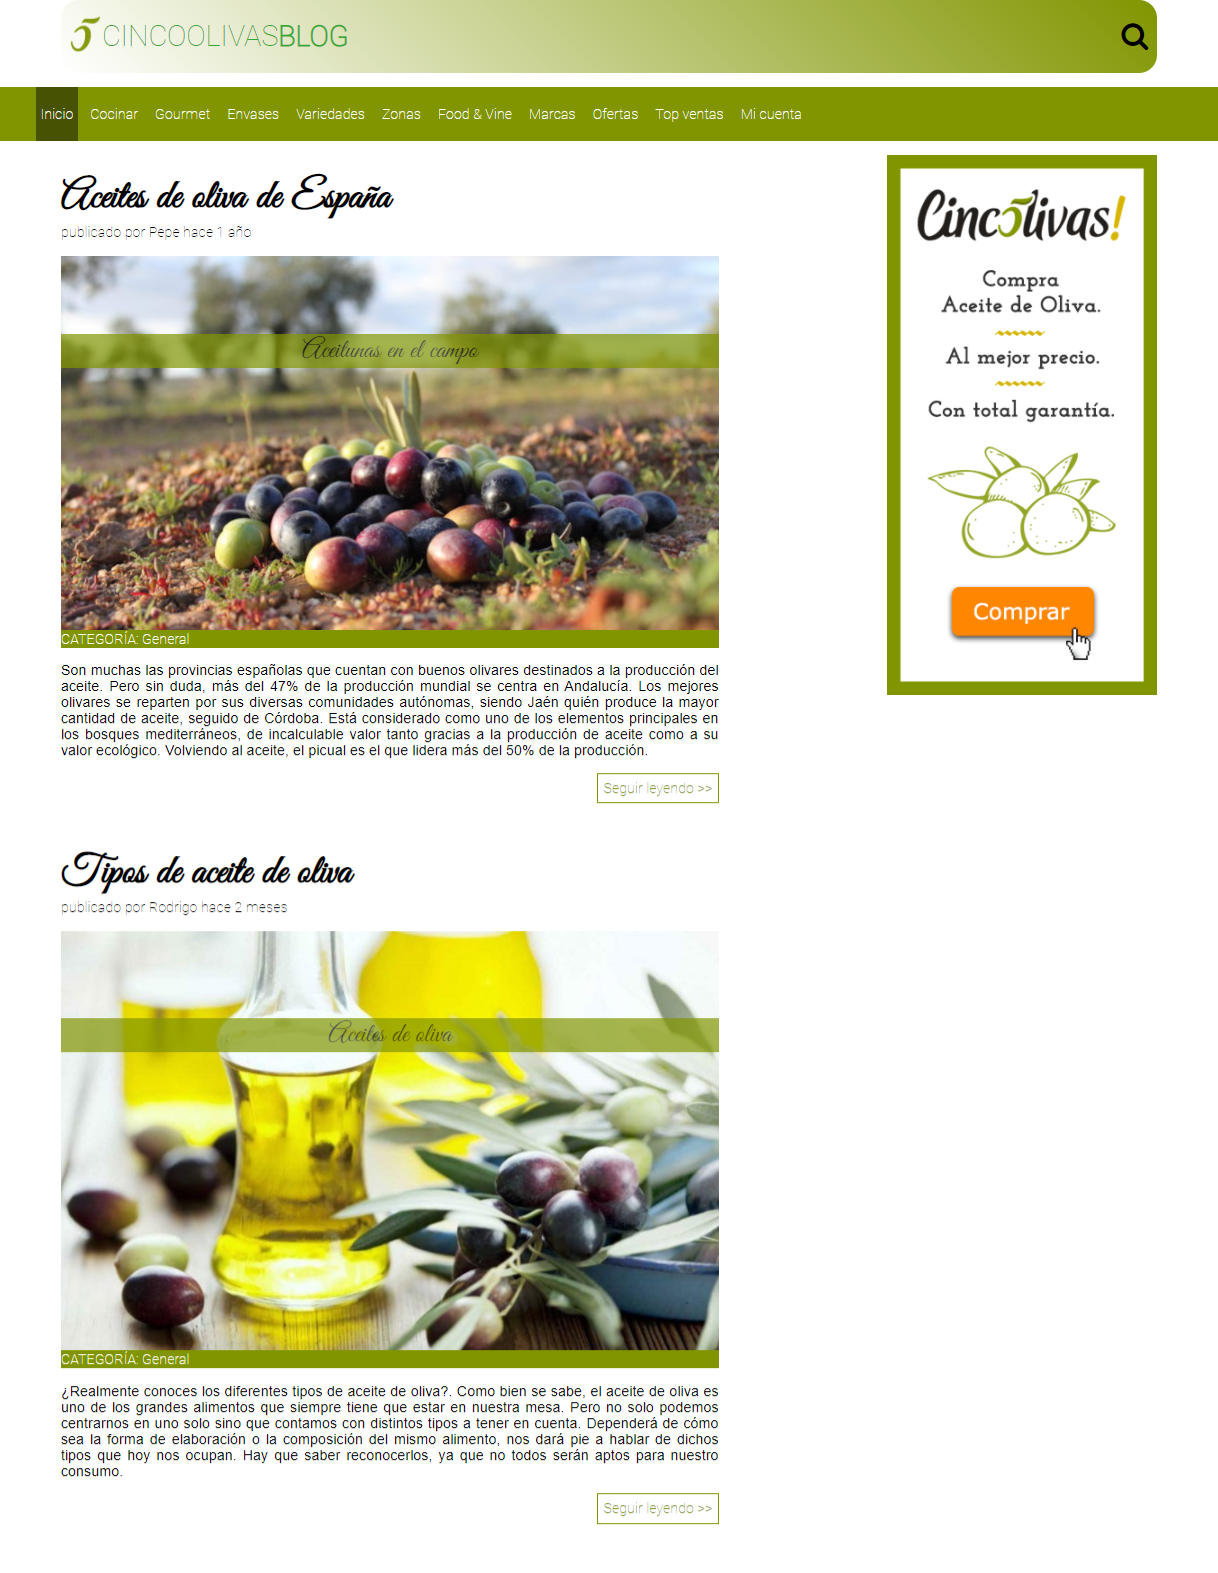 5 CINCOOLIVASBLOG
Inicio Cocinar Gourmet Envases Variedades Zonas Food & Vine Marcas Ofertas Top ventas Mi cuenta
Aceites de oliva de España
publicado por Pepe hace 1 año
Aceitunas en el campo
CATEGORÍA: General
Son muchas las provincias españolas que cuentan con buenos olivares destinados a la producción del
aceite. Pero sin duda, más del 47% de la producción mundial se centra en Andalucía. Los mejores
olivares se reparten por sus diversas comunidades autónomas, siendo Jaén quién produce la mayor
cantidad de aceite, seguido de Córdoba. Está considerado como uno de los elementos principales en
los bosques mediterráneos, de incalculable valor tanto gracias a la producción de aceite como a su
valor ecológico. Volviendo al aceite, el picual es el que lidera más del 50% de la producción.
Seguir leyendo >>
Tipos de aceite de oliva
publicado por Rodrigo hace 2 meses
Aceites de oliva
CATEGORÍA: General
¿Realmente conoces los diferentes tipos de aceite de oliva?. Como bien se sabe, el aceite de oliva es
uno de los grandes alimentos que siempre tiene que estar en nuestra mesa. Pero no solo podemos
centrarnos en uno solo sino que contamos con distintos tipos a tener en cuenta. Dependerá de cómo
sea la forma de elaboración o la composición del mismo alimento, nos dará pie a hablar de dichos
tipos que hoy nos ocupan. Hay que saber reconocerlos, ya que no todos serán aptos para nuestro
consumo.
Seguir leyendo >>
Cinc5livas!
Compra
Aceite de Oliva.
Al mejor precio.
Con total garantía.
Comprar